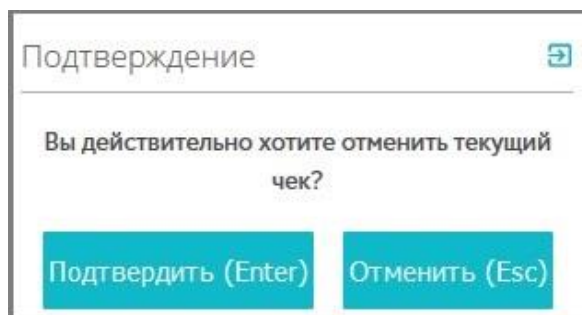 Подтверждение
Вы действительно хотите отменить текущий
чек?
Подтвердить (Enter) Отменить (Esc)